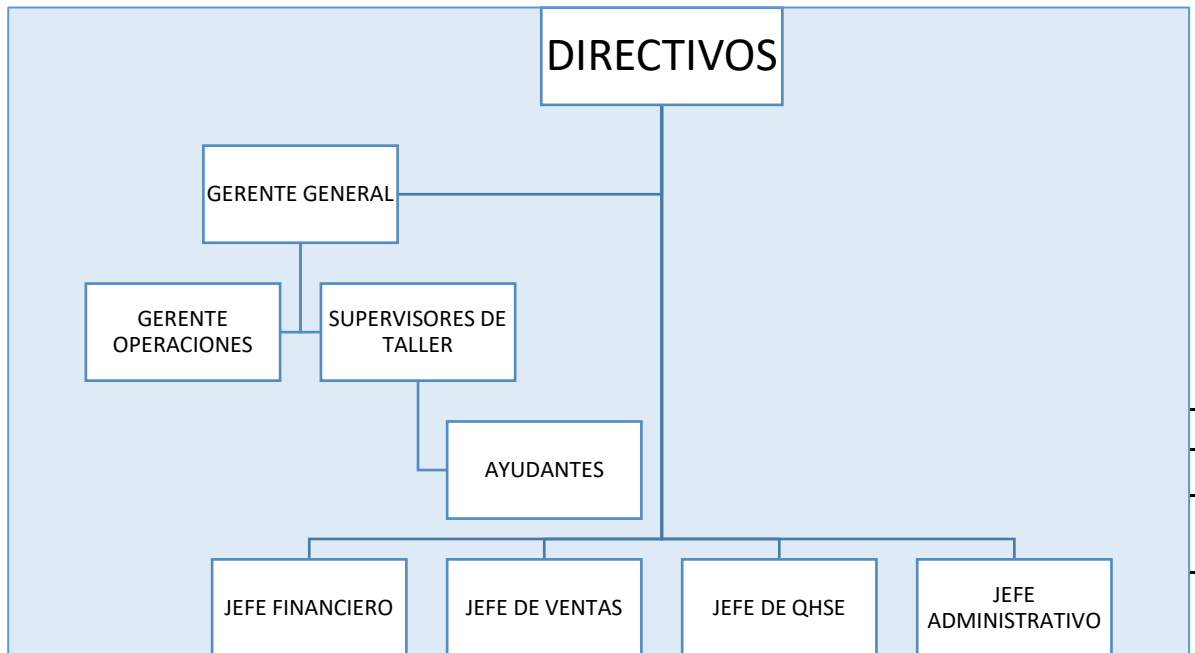 DIRECTIVOS
GERENTE GENERAL
GERENTE
OPERACIONES
SUPERVISORES DE
TALLER
AYUDANTES
JEFE FINANCIERO
JEFE DE VENTAS
JEFE DE QHSE
JEFE
ADMINISTRATIVO